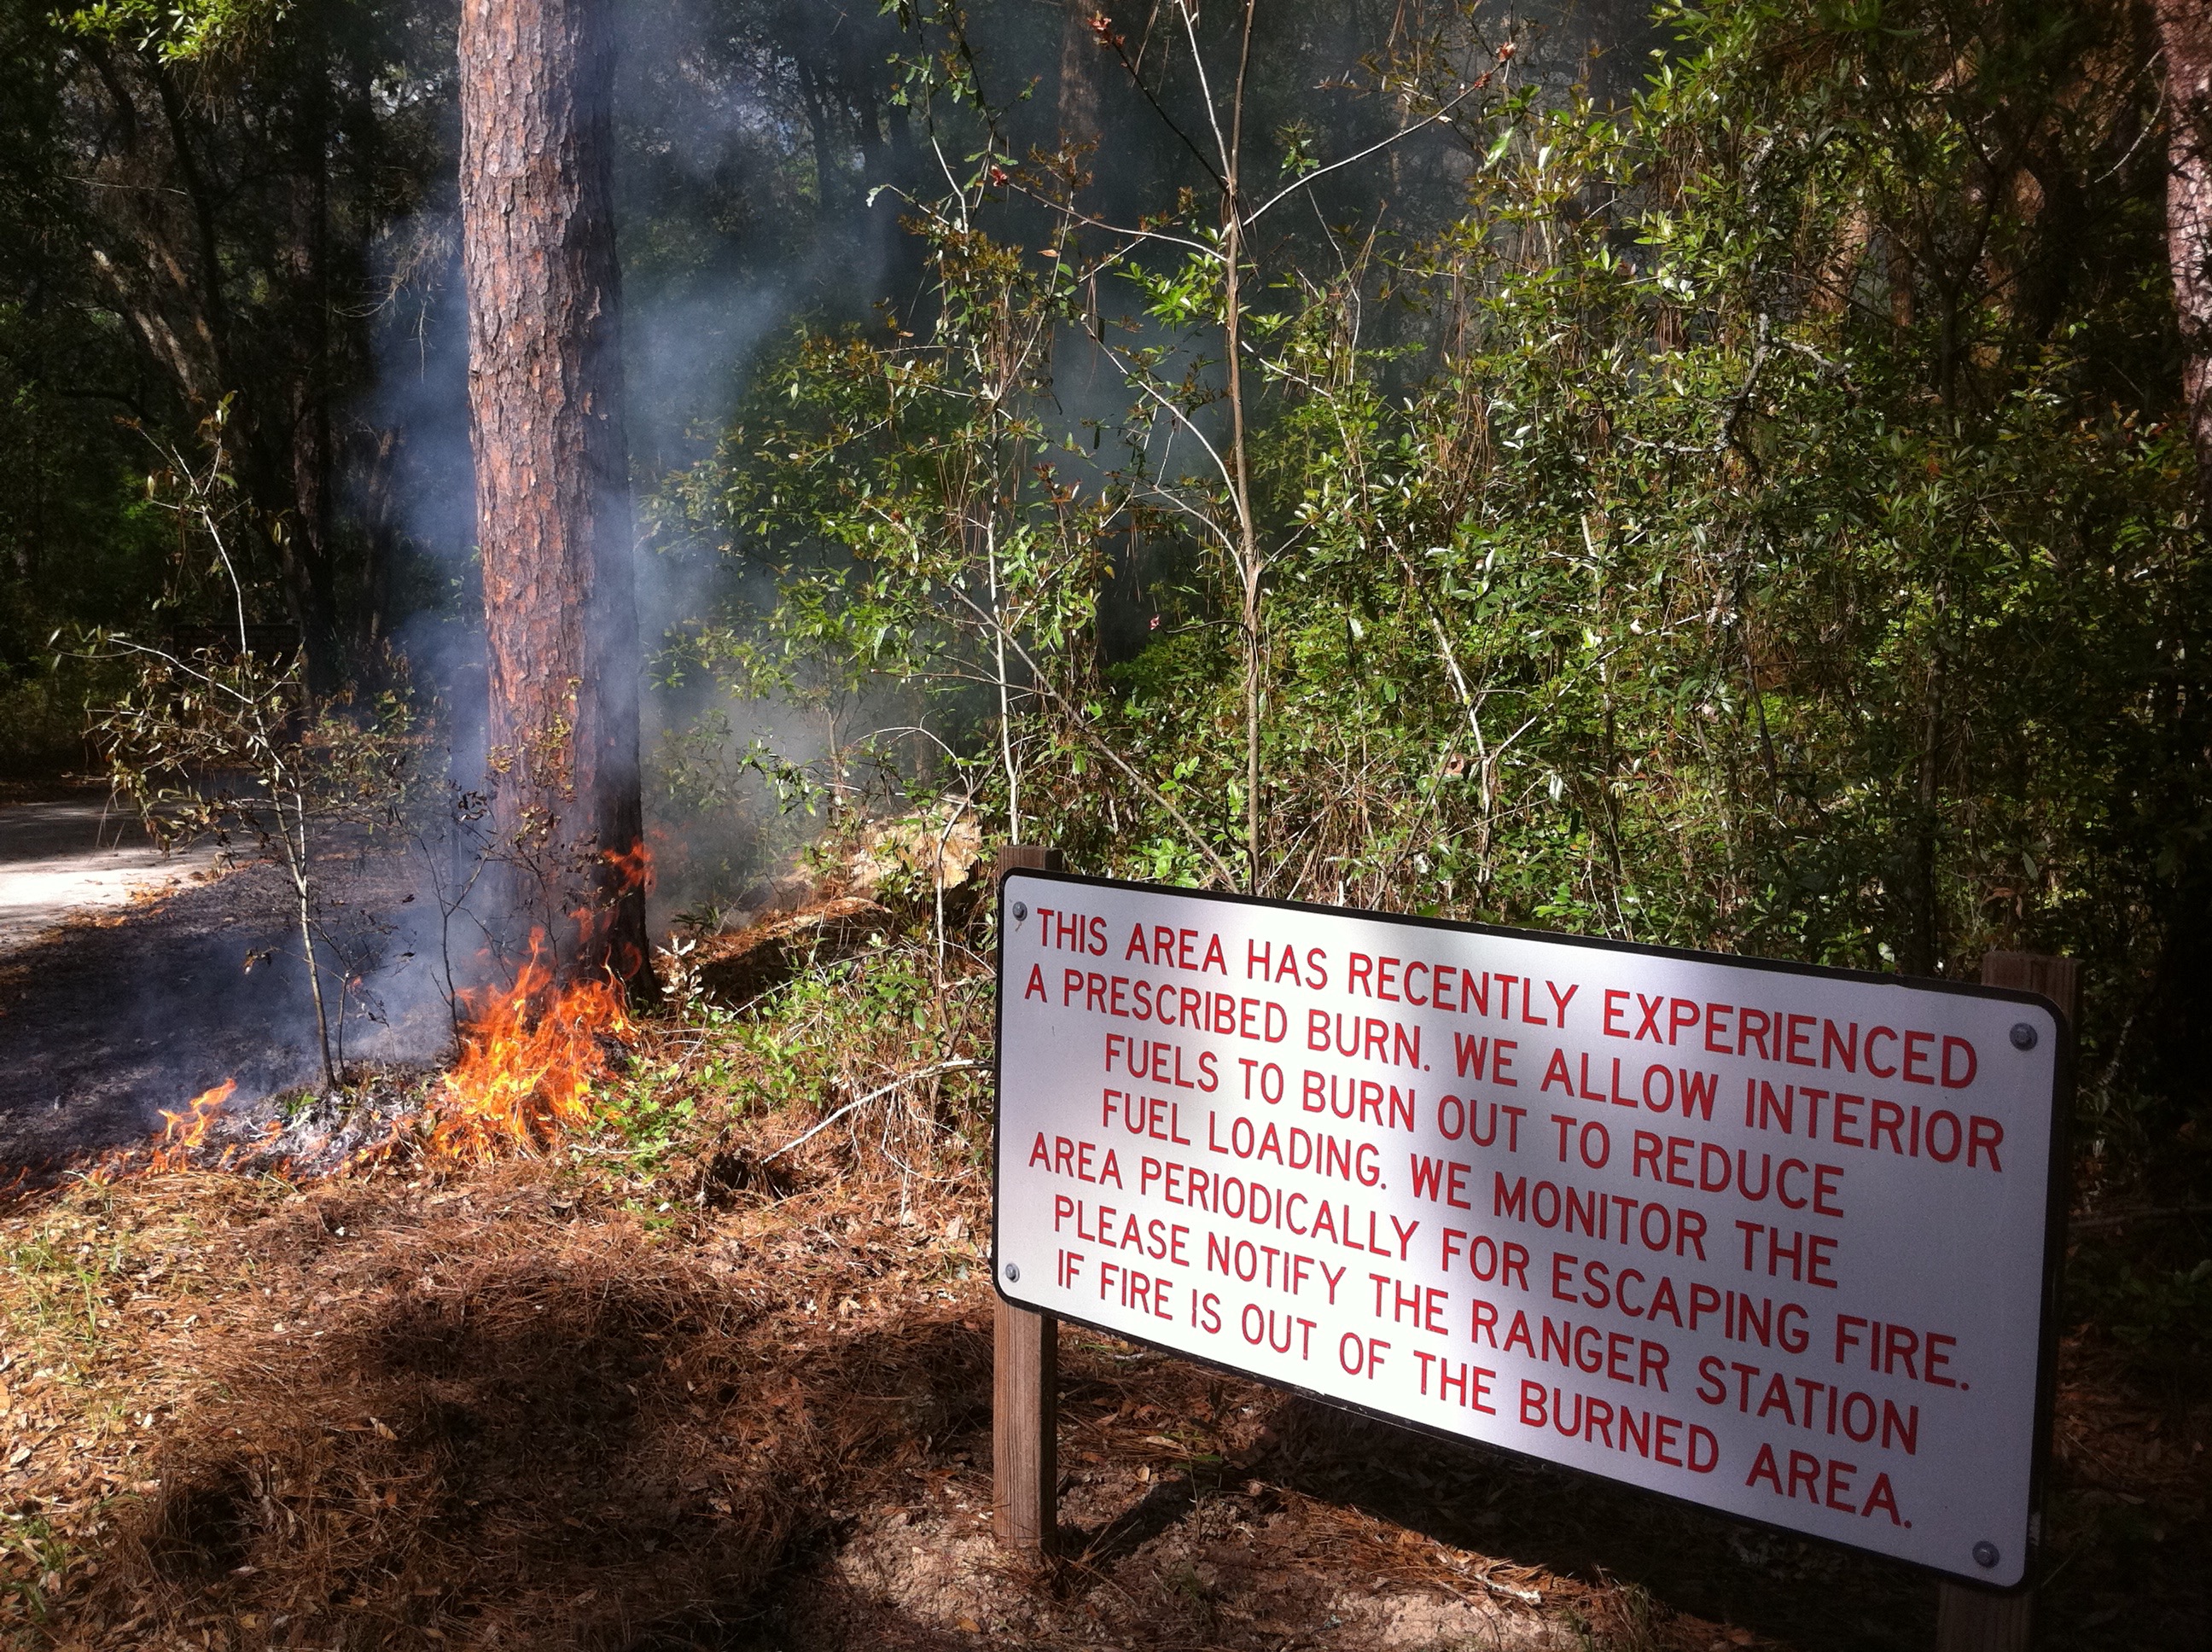 THIS AREA HAS RECENTLY EXPERIENCED
A PRESCRIBED BURN. WE ALLOW INTERIOR
FUELS TO BURN OUT TO REDUCE
FUEL LOADING. WE MONITOR THE
AREA PERIODICALLY FOR ESCAPING FIRE.
PLEASE NOTIFY THE RANGER STATION
IF FIRE IS OUT OF THE BURNED AREA.